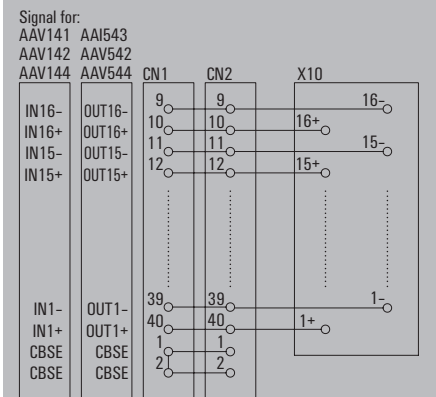 Signal for:
AAV141 AAI543
AAV142 AAV542
AAV144 AAV544 CN1 CN2 X10
IN16– OUT16– 9 9 16–
IN16+ OUT16+ 10 10 16+
IN15– OUT15– 11 11 15–
IN15+ OUT15+ 12 12 15+
IN1– OUT1– 39 39 1–
IN1+ OUT1+ 40 40 1+
CBSE CBSE 1 1
CBSE CBSE 2 2